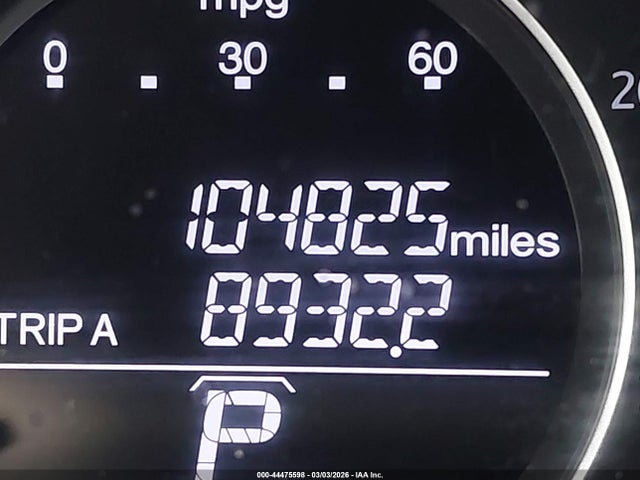 mpg
0 30 60
104825 miles
TRIP A 8932.2
P
000-44475598 - 03/03/2026 - IAA Inc.